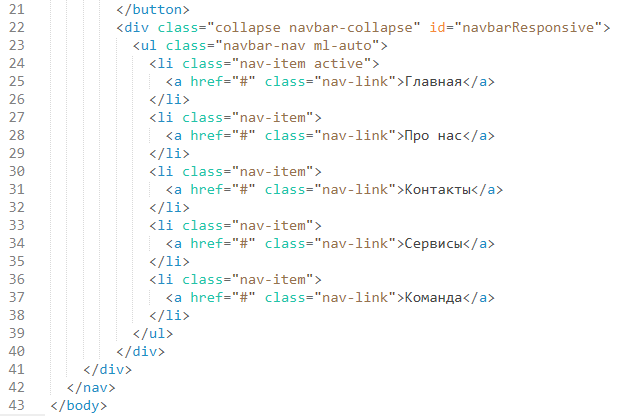 21 </button>
22 <div class="collapse navbar-collapse" id="navbarResponsive">
23 <ul class="navbar-nav ml-auto">
24 <li class="nav-item active">
25 <a href="#" class="nav-link">Главная</a>
26 </li>
27 <li class="nav-item">
28 <a href="#" class="nav-link">Про нас</a>
29 </li>
30 <li class="nav-item">
31 <a href="#" class="nav-link">Контакты</a>
32 </li>
33 <li class="nav-item">
34 <a href="#" class="nav-link">Сервисы</a>
35 </li>
36 <li class="nav-item">
37 <a href="#" class="nav-link">Команда</a>
38 </li>
39 </ul>
40 </div>
41 </div>
42 </nav>
43 </body>